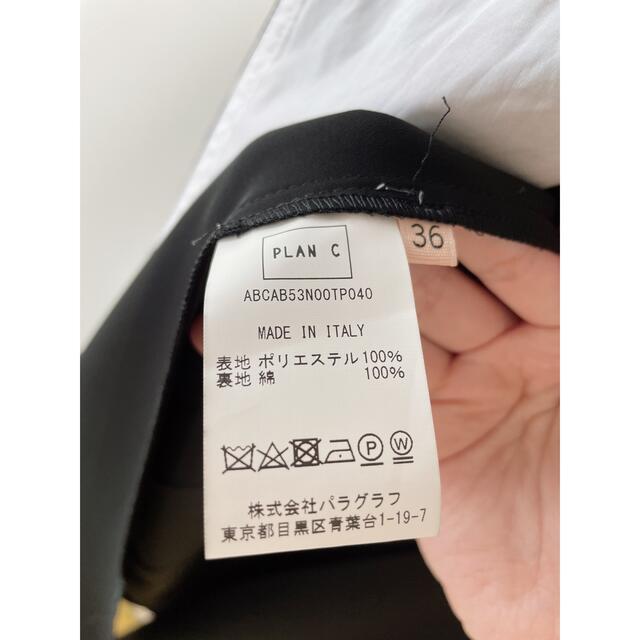 PLAN C
36
ABCAB53N00TP040
MADE IN ITALY
表地 ポリエステル100%
裏地 綿 100%
P W
株式会社パラグラフ
東京都目黒区青葉台1-19-7